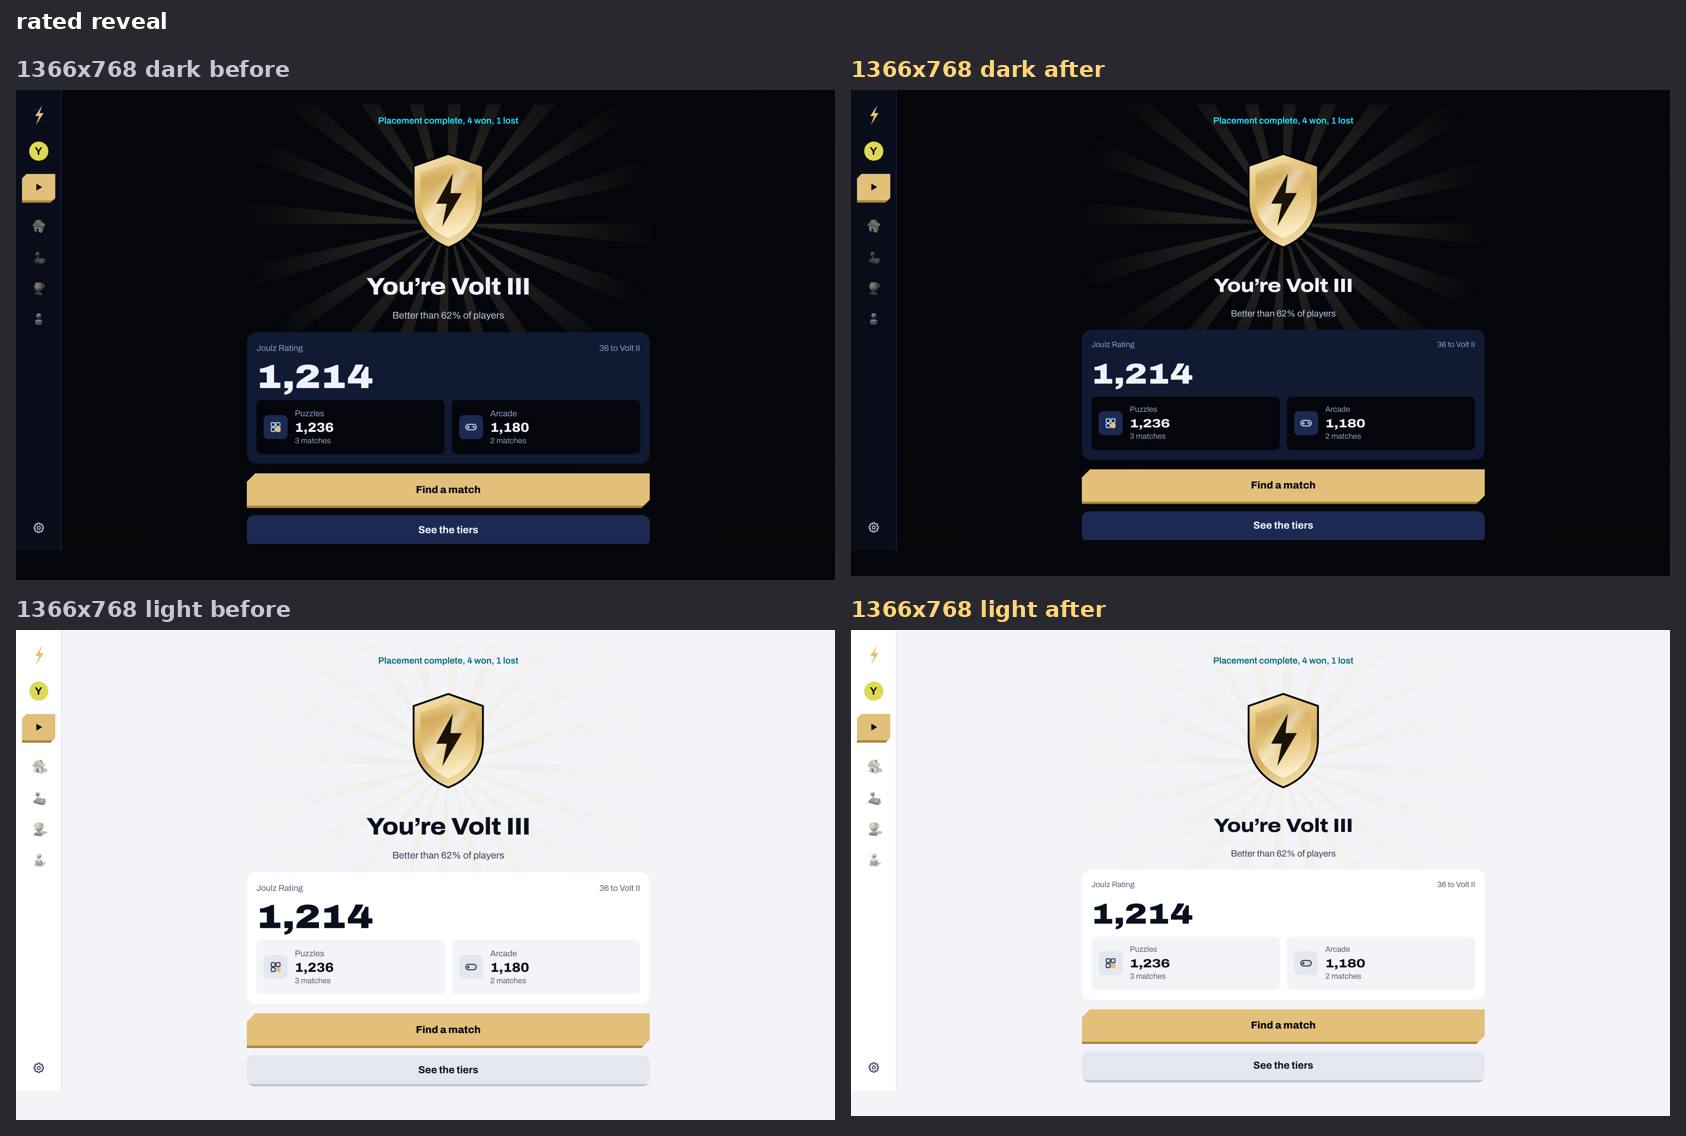 rated reveal
1366x768 dark before
Placement complete, 4 won, 1 lost
Y
You’re Volt III
Better than 62% of players
Joulz Rating
36 to Volt II
1,214
Puzzles
1,236
3 matches
Arcade
1,180
2 matches
Find a match
See the tiers
1366x768 dark after
Placement complete, 4 won, 1 lost
Y
You’re Volt III
Better than 62% of players
Joulz Rating
36 to Volt II
1,214
Puzzles
1,236
3 matches
Arcade
1,180
2 matches
Find a match
See the tiers
1366x768 light before
Placement complete, 4 won, 1 lost
Y
You’re Volt III
Better than 62% of players
Joulz Rating
36 to Volt II
1,214
Puzzles
1,236
3 matches
Arcade
1,180
2 matches
Find a match
See the tiers
1366x768 light after
Placement complete, 4 won, 1 lost
Y
You’re Volt III
Better than 62% of players
Joulz Rating
36 to Volt II
1,214
Puzzles
1,236
3 matches
Arcade
1,180
2 matches
Find a match
See the tiers